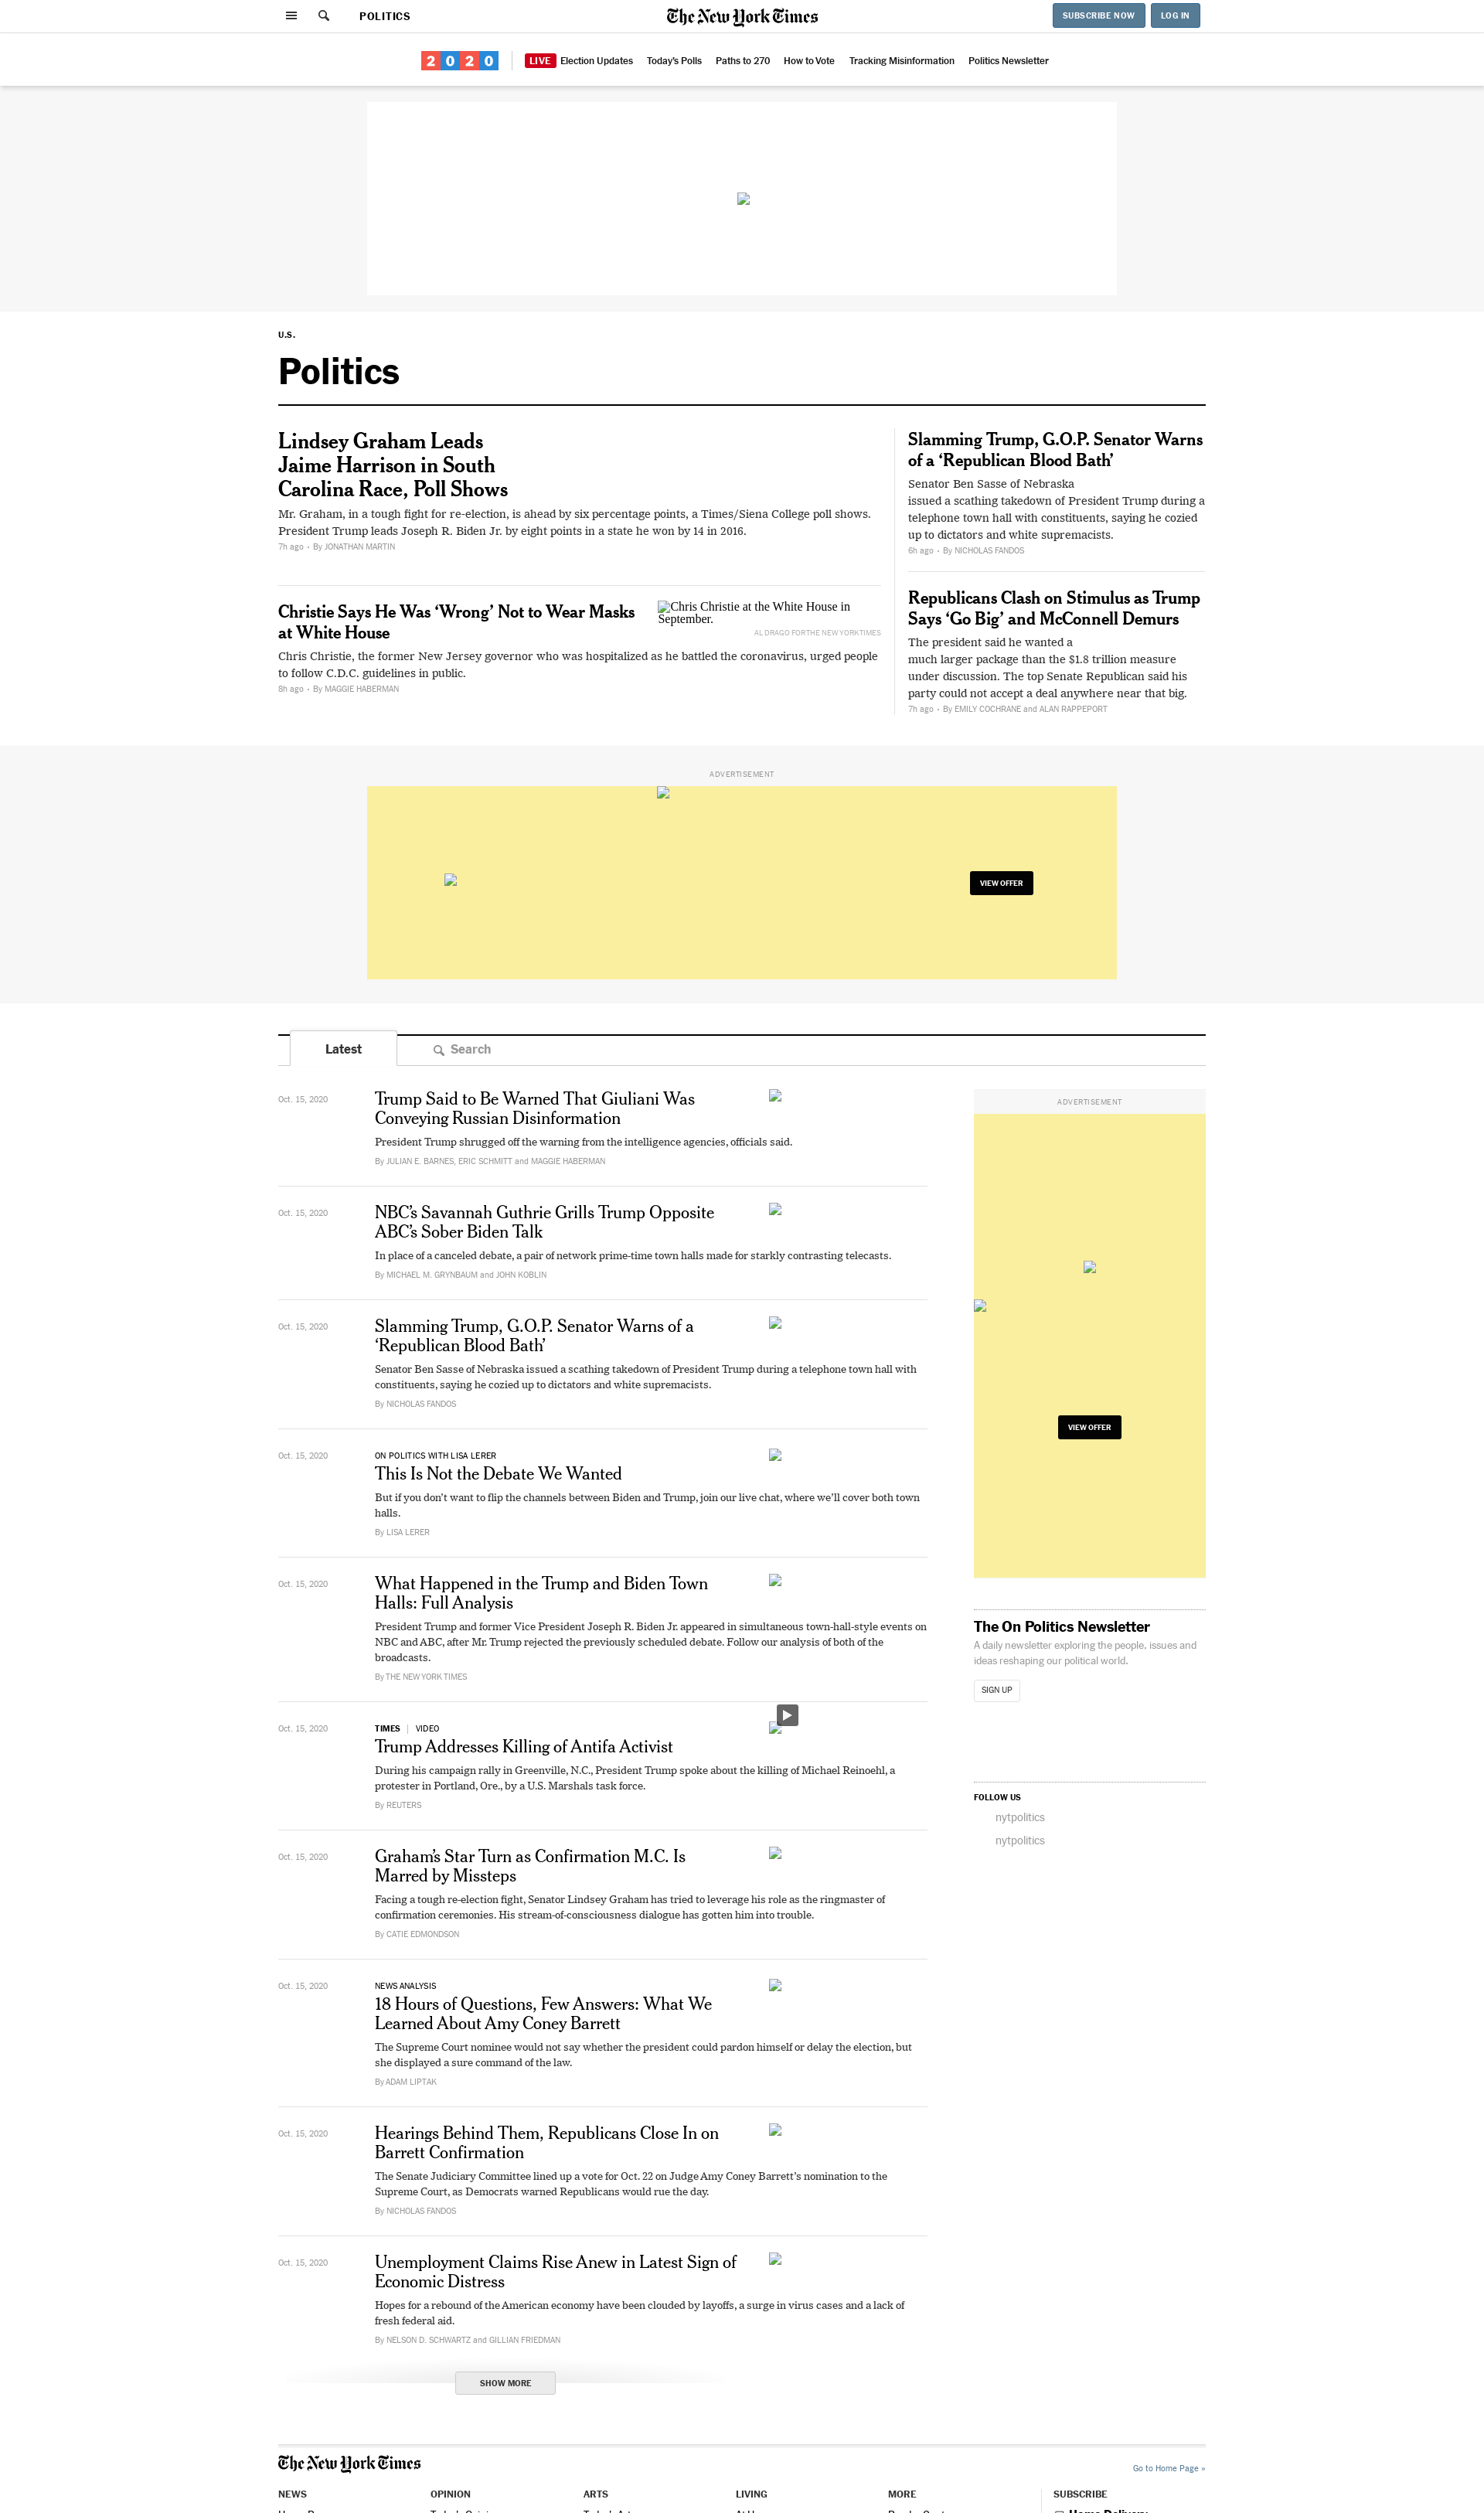 POLITICS
The New York Times
SUBSCRIBE NOW
LOG IN
2020
LIVE Election Updates
Today's Polls
Paths to 270
How to Vote
Tracking Misinformation
Politics Newsletter
U.S.
Politics
Lindsey Graham Leads
Jaime Harrison in South
Carolina Race, Poll Shows
Mr. Graham, in a tough fight for re-election, is ahead by six percentage points, a Times/Siena College poll shows.
President Trump leads Joseph R. Biden Jr. by eight points in a state he won by 14 in 2016.
7h ago • By JONATHAN MARTIN
Christie Says He Was ‘Wrong’ Not to Wear Masks
at White House
Chris Christie at the White House in
September.
AL DRAGO FOR THE NEW YORK TIMES
Chris Christie, the former New Jersey governor who was hospitalized as he battled the coronavirus, urged people
to follow C.D.C. guidelines in public.
8h ago • By MAGGIE HABERMAN
Slamming Trump, G.O.P. Senator Warns
of a ‘Republican Blood Bath’
Senator Ben Sasse of Nebraska
issued a scathing takedown of President Trump during a
telephone town hall with constituents, saying he cozied
up to dictators and white supremacists.
6h ago • By NICHOLAS FANDOS
Republicans Clash on Stimulus as Trump
Says ‘Go Big’ and McConnell Demurs
The president said he wanted a
much larger package than the $1.8 trillion measure
under discussion. The top Senate Republican said his
party could not accept a deal anywhere near that big.
7h ago • By EMILY COCHRANE and ALAN RAPPEPORT
ADVERTISEMENT
VIEW OFFER
Latest
Search
Oct. 15, 2020
Trump Said to Be Warned That Giuliani Was
Conveying Russian Disinformation
President Trump shrugged off the warning from the intelligence agencies, officials said.
By JULIAN E. BARNES, ERIC SCHMITT and MAGGIE HABERMAN
Oct. 15, 2020
NBC’s Savannah Guthrie Grills Trump Opposite
ABC’s Sober Biden Talk
In place of a canceled debate, a pair of network prime-time town halls made for starkly contrasting telecasts.
By MICHAEL M. GRYNBAUM and JOHN KOBLIN
Oct. 15, 2020
Slamming Trump, G.O.P. Senator Warns of a
‘Republican Blood Bath’
Senator Ben Sasse of Nebraska issued a scathing takedown of President Trump during a telephone town hall with
constituents, saying he cozied up to dictators and white supremacists.
By NICHOLAS FANDOS
Oct. 15, 2020
ON POLITICS WITH LISA LERER
This Is Not the Debate We Wanted
But if you don’t want to flip the channels between Biden and Trump, join our live chat, where we’ll cover both town
halls.
By LISA LERER
Oct. 15, 2020
What Happened in the Trump and Biden Town
Halls: Full Analysis
President Trump and former Vice President Joseph R. Biden Jr. appeared in simultaneous town-hall-style events on
NBC and ABC, after Mr. Trump rejected the previously scheduled debate. Follow our analysis of both of the
broadcasts.
By THE NEW YORK TIMES
Oct. 15, 2020
TIMES | VIDEO
Trump Addresses Killing of Antifa Activist
During his campaign rally in Greenville, N.C., President Trump spoke about the killing of Michael Reinoehl, a
protester in Portland, Ore., by a U.S. Marshals task force.
By REUTERS
Oct. 15, 2020
Graham’s Star Turn as Confirmation M.C. Is
Marred by Missteps
Facing a tough re-election fight, Senator Lindsey Graham has tried to leverage his role as the ringmaster of
confirmation ceremonies. His stream-of-consciousness dialogue has gotten him into trouble.
By CATIE EDMONDSON
Oct. 15, 2020
NEWS ANALYSIS
18 Hours of Questions, Few Answers: What We
Learned About Amy Coney Barrett
The Supreme Court nominee would not say whether the president could pardon himself or delay the election, but
she displayed a sure command of the law.
By ADAM LIPTAK
Oct. 15, 2020
Hearings Behind Them, Republicans Close In on
Barrett Confirmation
The Senate Judiciary Committee lined up a vote for Oct. 22 on Judge Amy Coney Barrett’s nomination to the
Supreme Court, as Democrats warned Republicans would rue the day.
By NICHOLAS FANDOS
Oct. 15, 2020
Unemployment Claims Rise Anew in Latest Sign of
Economic Distress
Hopes for a rebound of the American economy have been clouded by layoffs, a surge in virus cases and a lack of
fresh federal aid.
By NELSON D. SCHWARTZ and GILLIAN FRIEDMAN
SHOW MORE
ADVERTISEMENT
VIEW OFFER
The On Politics Newsletter
A daily newsletter exploring the people, issues and
ideas reshaping our political world.
SIGN UP
FOLLOW US
nytpolitics
nytpolitics
The New York Times
Go to Home Page »
NEWS
OPINION
ARTS
LIVING
MORE
SUBSCRIBE